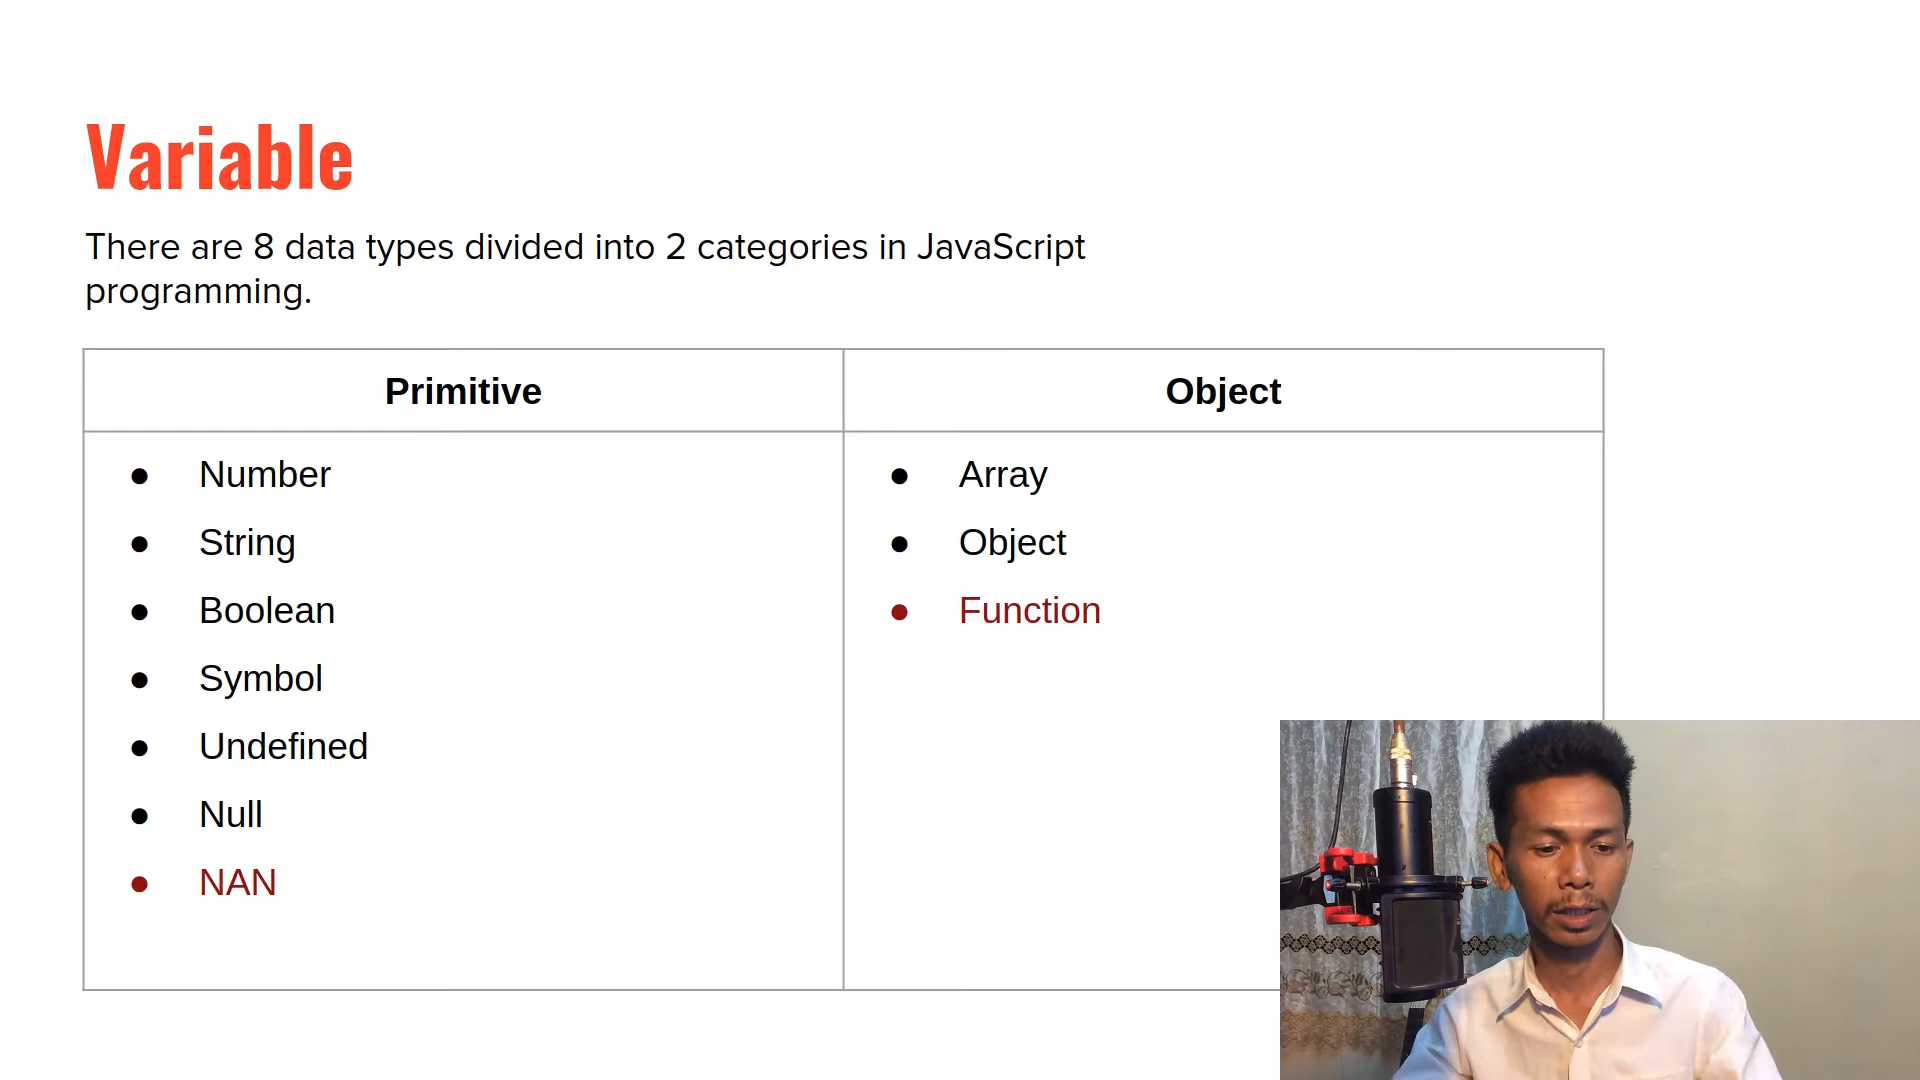 Variable
There are 8 data types divided into 2 categories in JavaScript
programming.
Primitive
Object
● Number
● String
● Boolean
● Symbol
● Undefined
● Null
● NAN
● Array
● Object
● Function